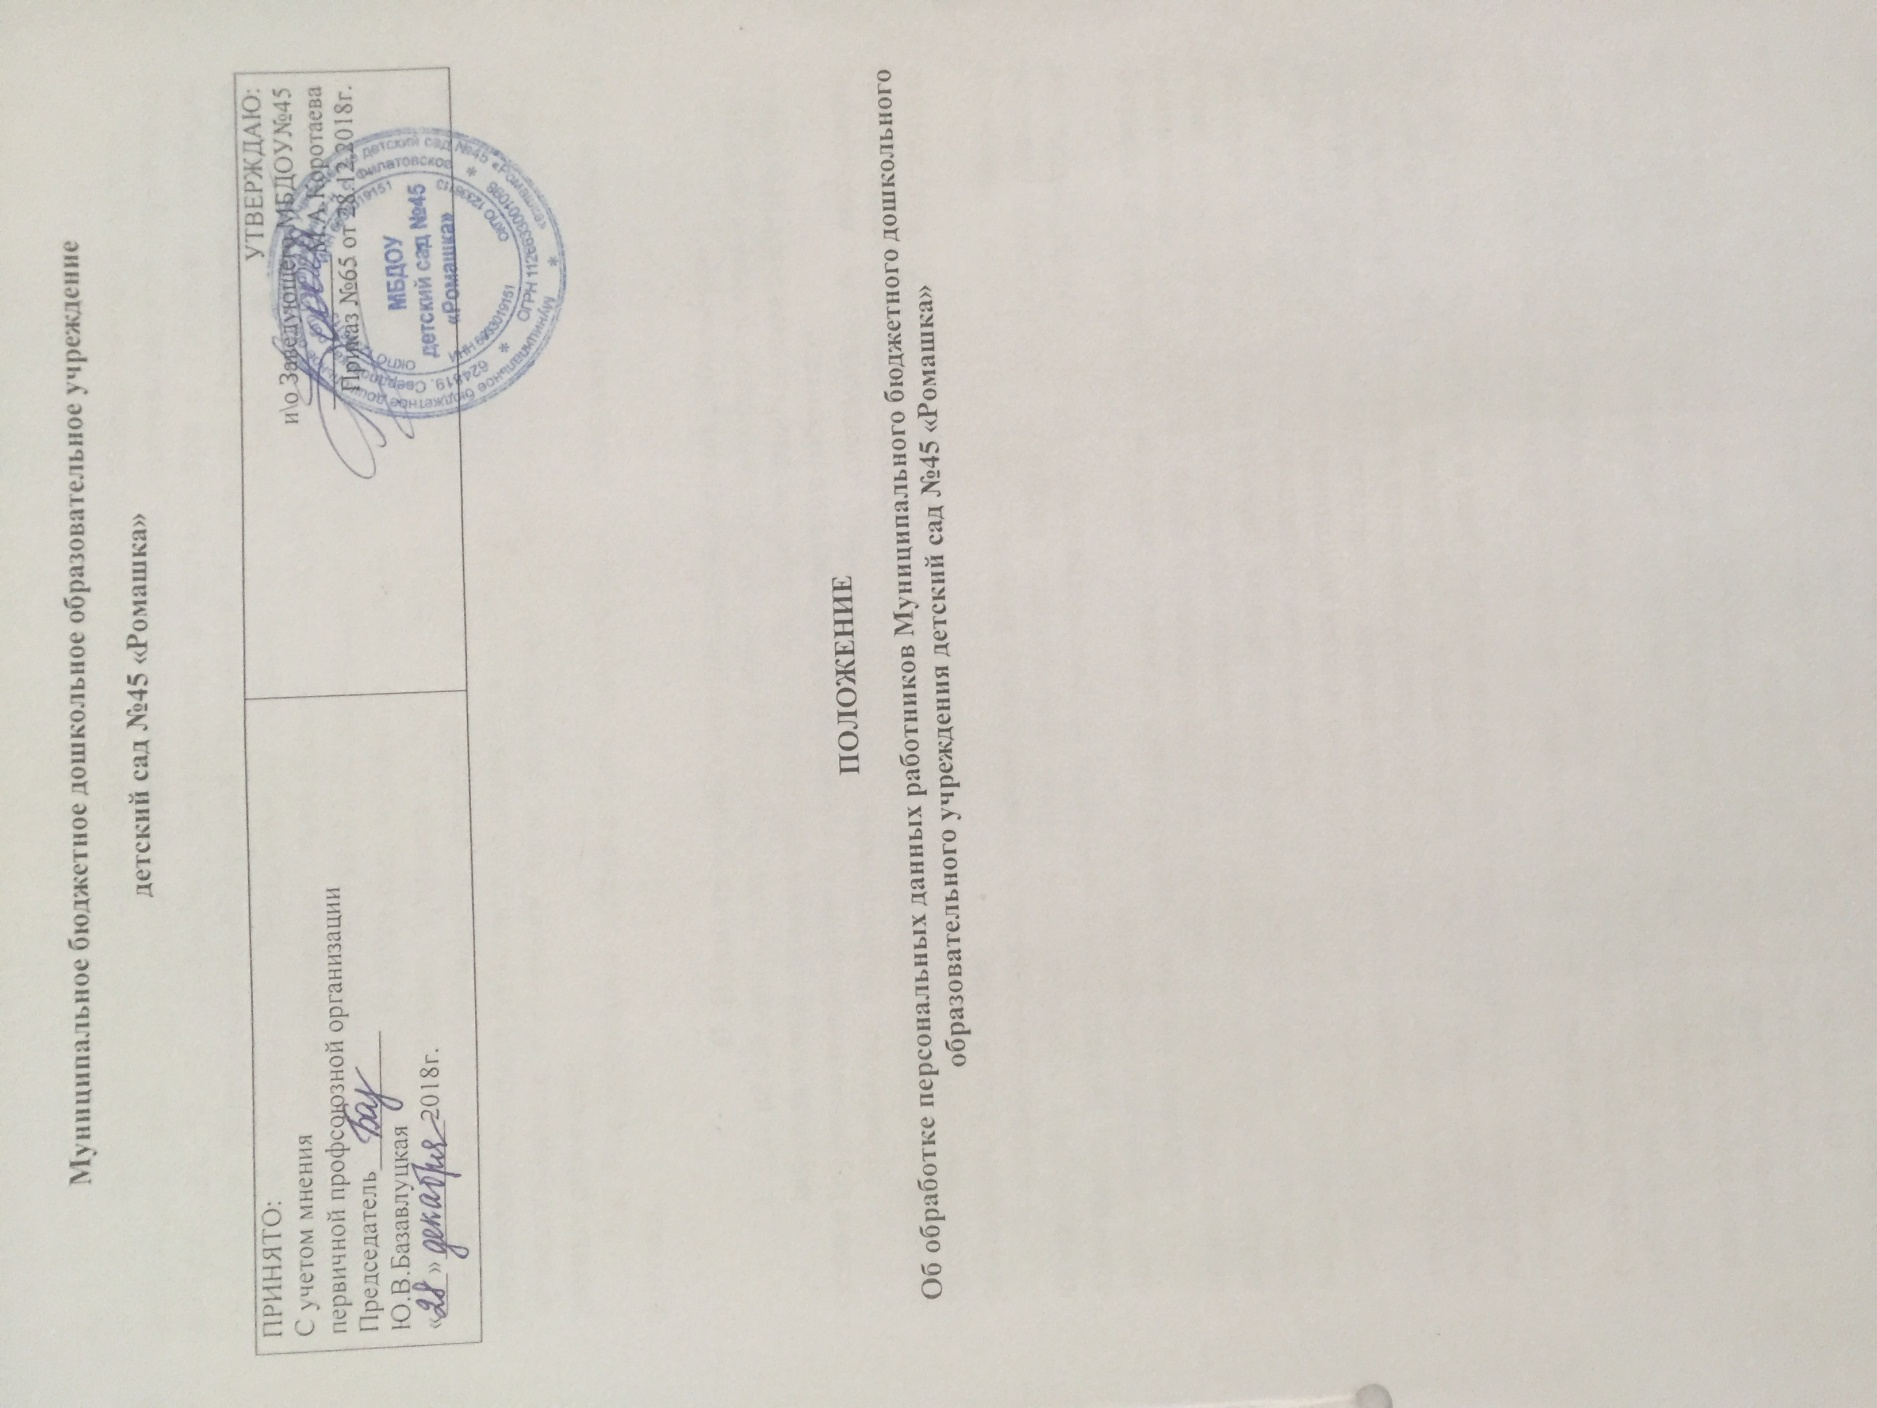 Муниципальное бюджетное дошкольное образовательное учреждение
детский сад №45 «Ромашка»
ПРИНЯТО:
С учетом мнения
первичной профсоюзной организации
Председатель
Ю.В.Базавлуцкая
«28» декабря 2018г.
УТВЕРЖДАЮ:
и\о Заведующего МБДОУ№45
М.А.Коротаева
Приказ №65 от 28.12.2018г.
МБДОУ
детский сад №45
«Ромашка»
ПОЛОЖЕНИЕ
Об обработке персональных данных работников Муниципального бюджетного дошкольного
образовательного учреждения детский сад №45 «Ромашка»